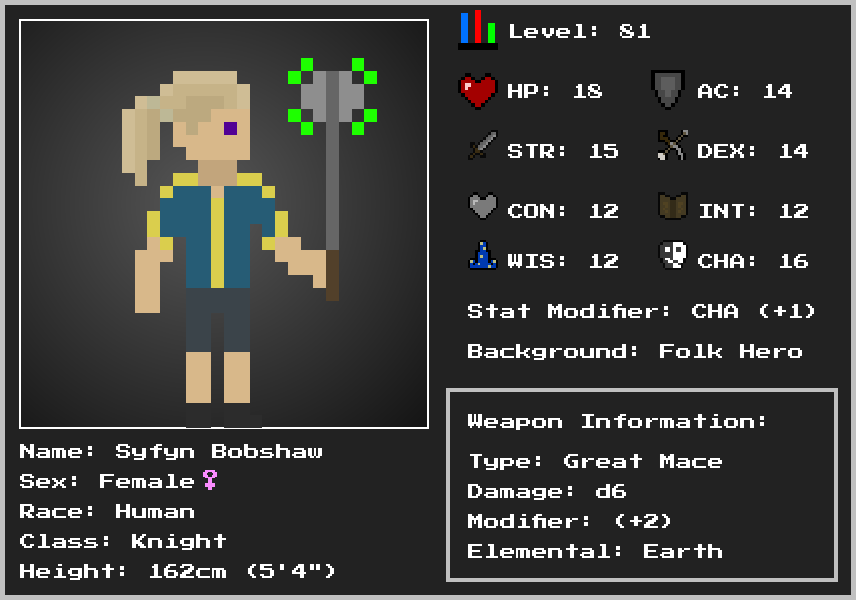 Level: 81
HP: 18 AC: 14
STR: 15 DEX: 14
CON: 12 INT: 12
WIS: 12 CHA: 16
Stat Modifier: CHA (+1)
Background: Folk Hero
Weapon Information:
Type: Great Mace
Damage: d6
Modifier: (+2)
Elemental: Earth
Name: Syfyn Bobshaw
Sex: Female♀
Race: Human
Class: Knight
Height: 162cm (5'4")